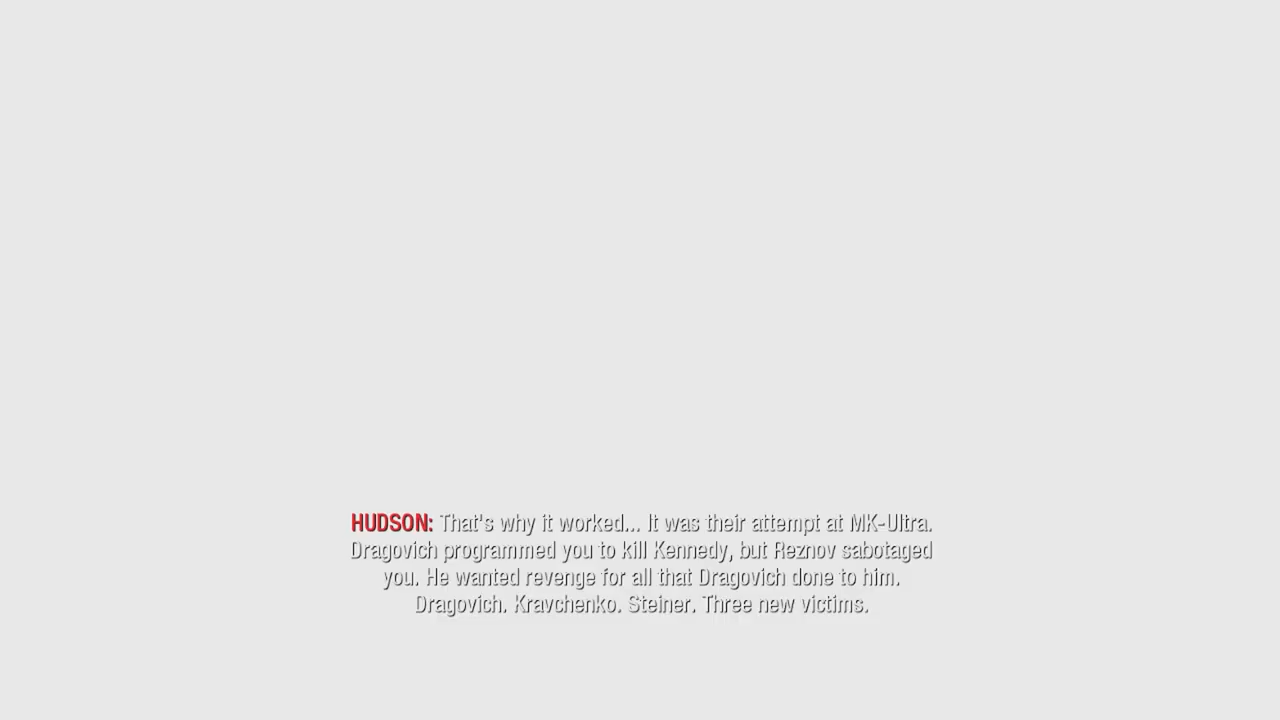 HUDSON: That's why it worked... It was their attempt at MK-Ultra.
Dragovich programmed you to kill Kennedy, but Reznov sabotaged
you. He wanted revenge for all that Dragovich done to him.
Dragovich. Kravchenko. Steiner. Three new victims.